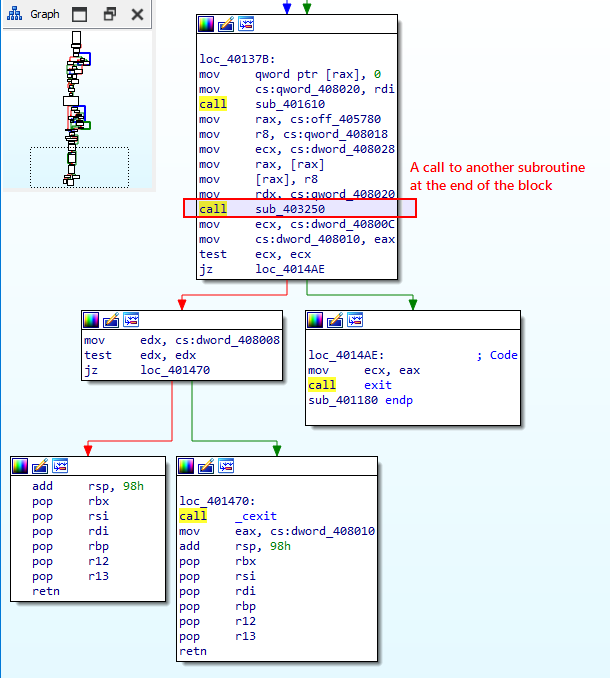 Graph
loc_40137B:
mov qword ptr [rax], 0
mov cs:qword_408020, rdi
call sub_401610
mov rax, cs:off_405780
mov r8, cs:qword_408018
mov ecx, cs:dword_408028
mov rax, [rax]
mov [rax], r8
mov rdx, cs:qword_408020
call sub_403250
mov ecx, cs:dword_40800C
mov cs:dword_408010, eax
test ecx, ecx
jz loc_4014AE
A call to another subroutine
at the end of the block
mov edx, cs:dword_408008
test edx, edx
jz loc_401470
loc_4014AE: ; Code
mov ecx, eax
call exit
sub_401180 endp
add rsp, 98h
pop rbx
pop rsi
pop rdi
pop rbp
pop r12
pop r13
retn
loc_401470:
call _cexit
mov eax, cs:dword_408010
add rsp, 98h
pop rbx
pop rsi
pop rdi
pop rbp
pop r12
pop r13
retn